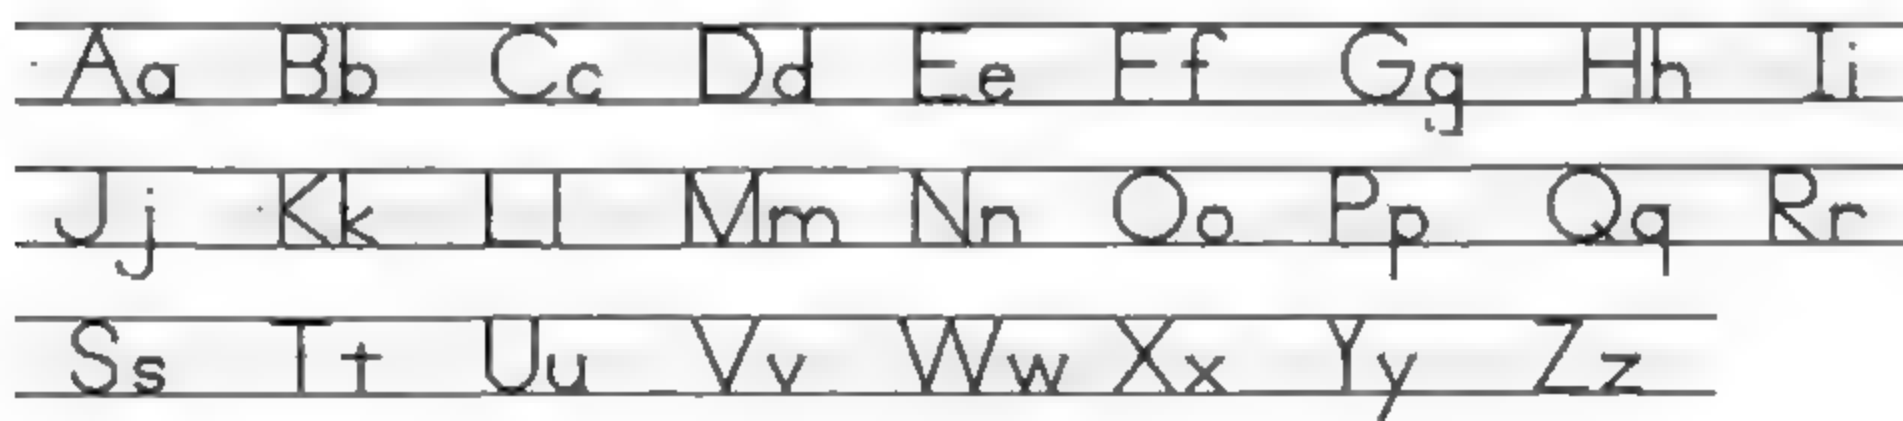 Aa Bb Cc Dd Ee Ff Gg Hh Ii
Jj Kk Ll Mm Nn Oo Pp Qq Rr
Ss Tt Uu Vv Ww Xx Yy Zz